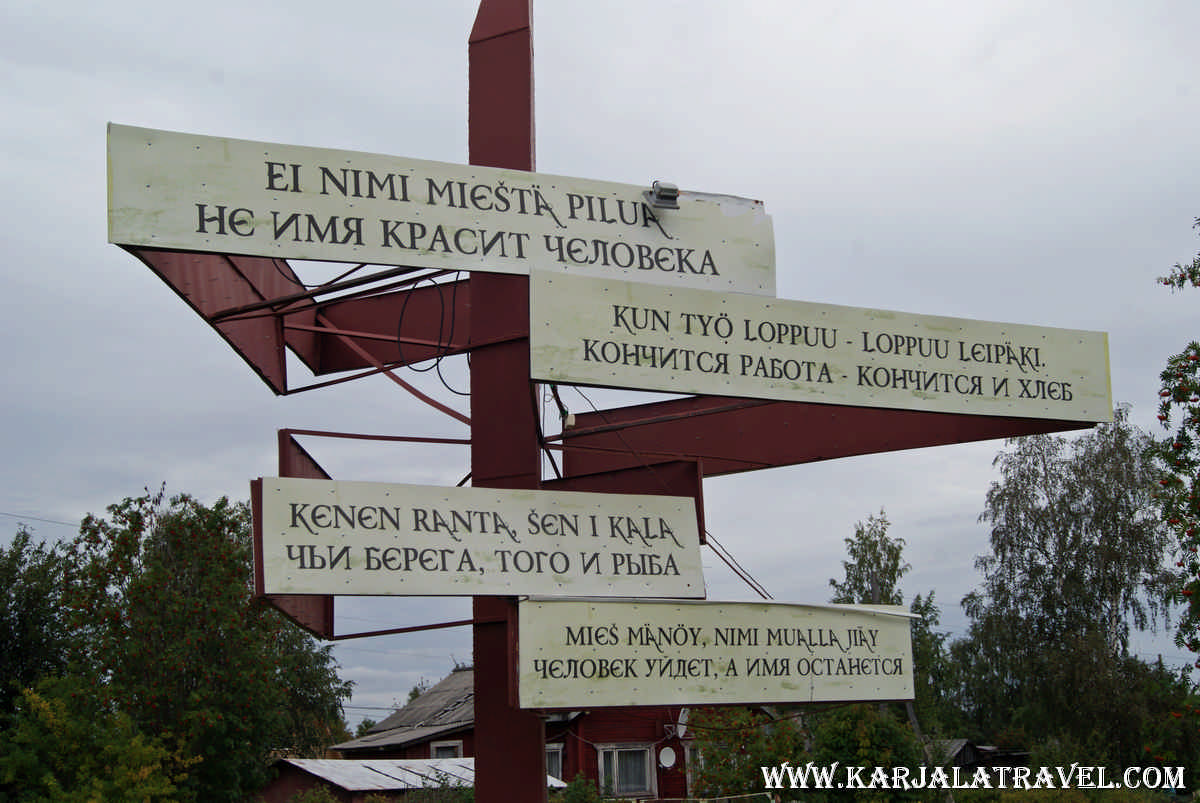 EI NIMI MIEŠTÄ PILUA
НЕ ИМЯ КРАСИТ ЧЕЛОВЕКА
KUN TYÖ LOPPUU - LOPPUU LEIPÄKI.
КОНЧИТСЯ РАБОТА - КОНЧИТСЯ И ХЛЕБ
KENEN RANTA, ŠEN I KALA
ЧЬИ БЕРЕГА, ТОГО И РЫБА
MIEŠ MÄNÖY, NIMI MUALLA JIÄY
ЧЕЛОВЕК УЙДЕТ, А ИМЯ ОСТАНЕТСЯ
WWW.KARJALATRAVEL.COM